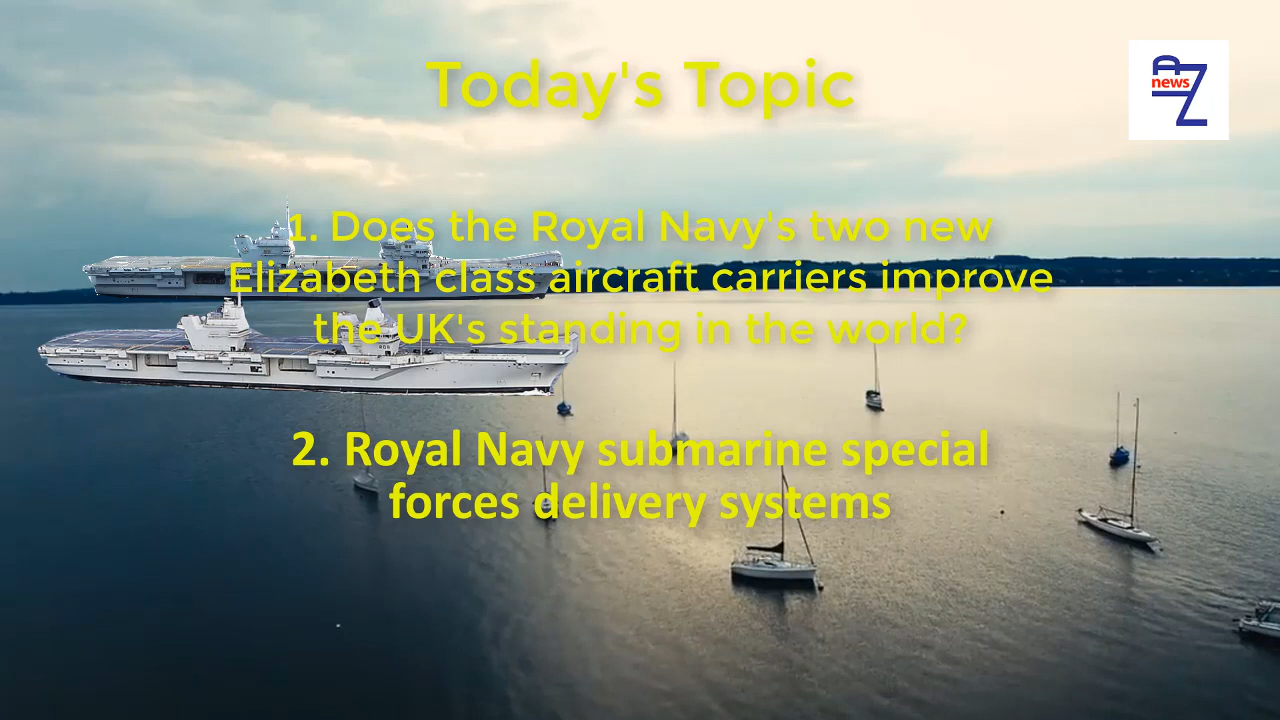 Today's Topic
A
news
Z
1. Does the Royal Navy's two new
Elizabeth class aircraft carriers improve
the UK's standing in the world?
R08
2. Royal Navy submarine special
forces delivery systems